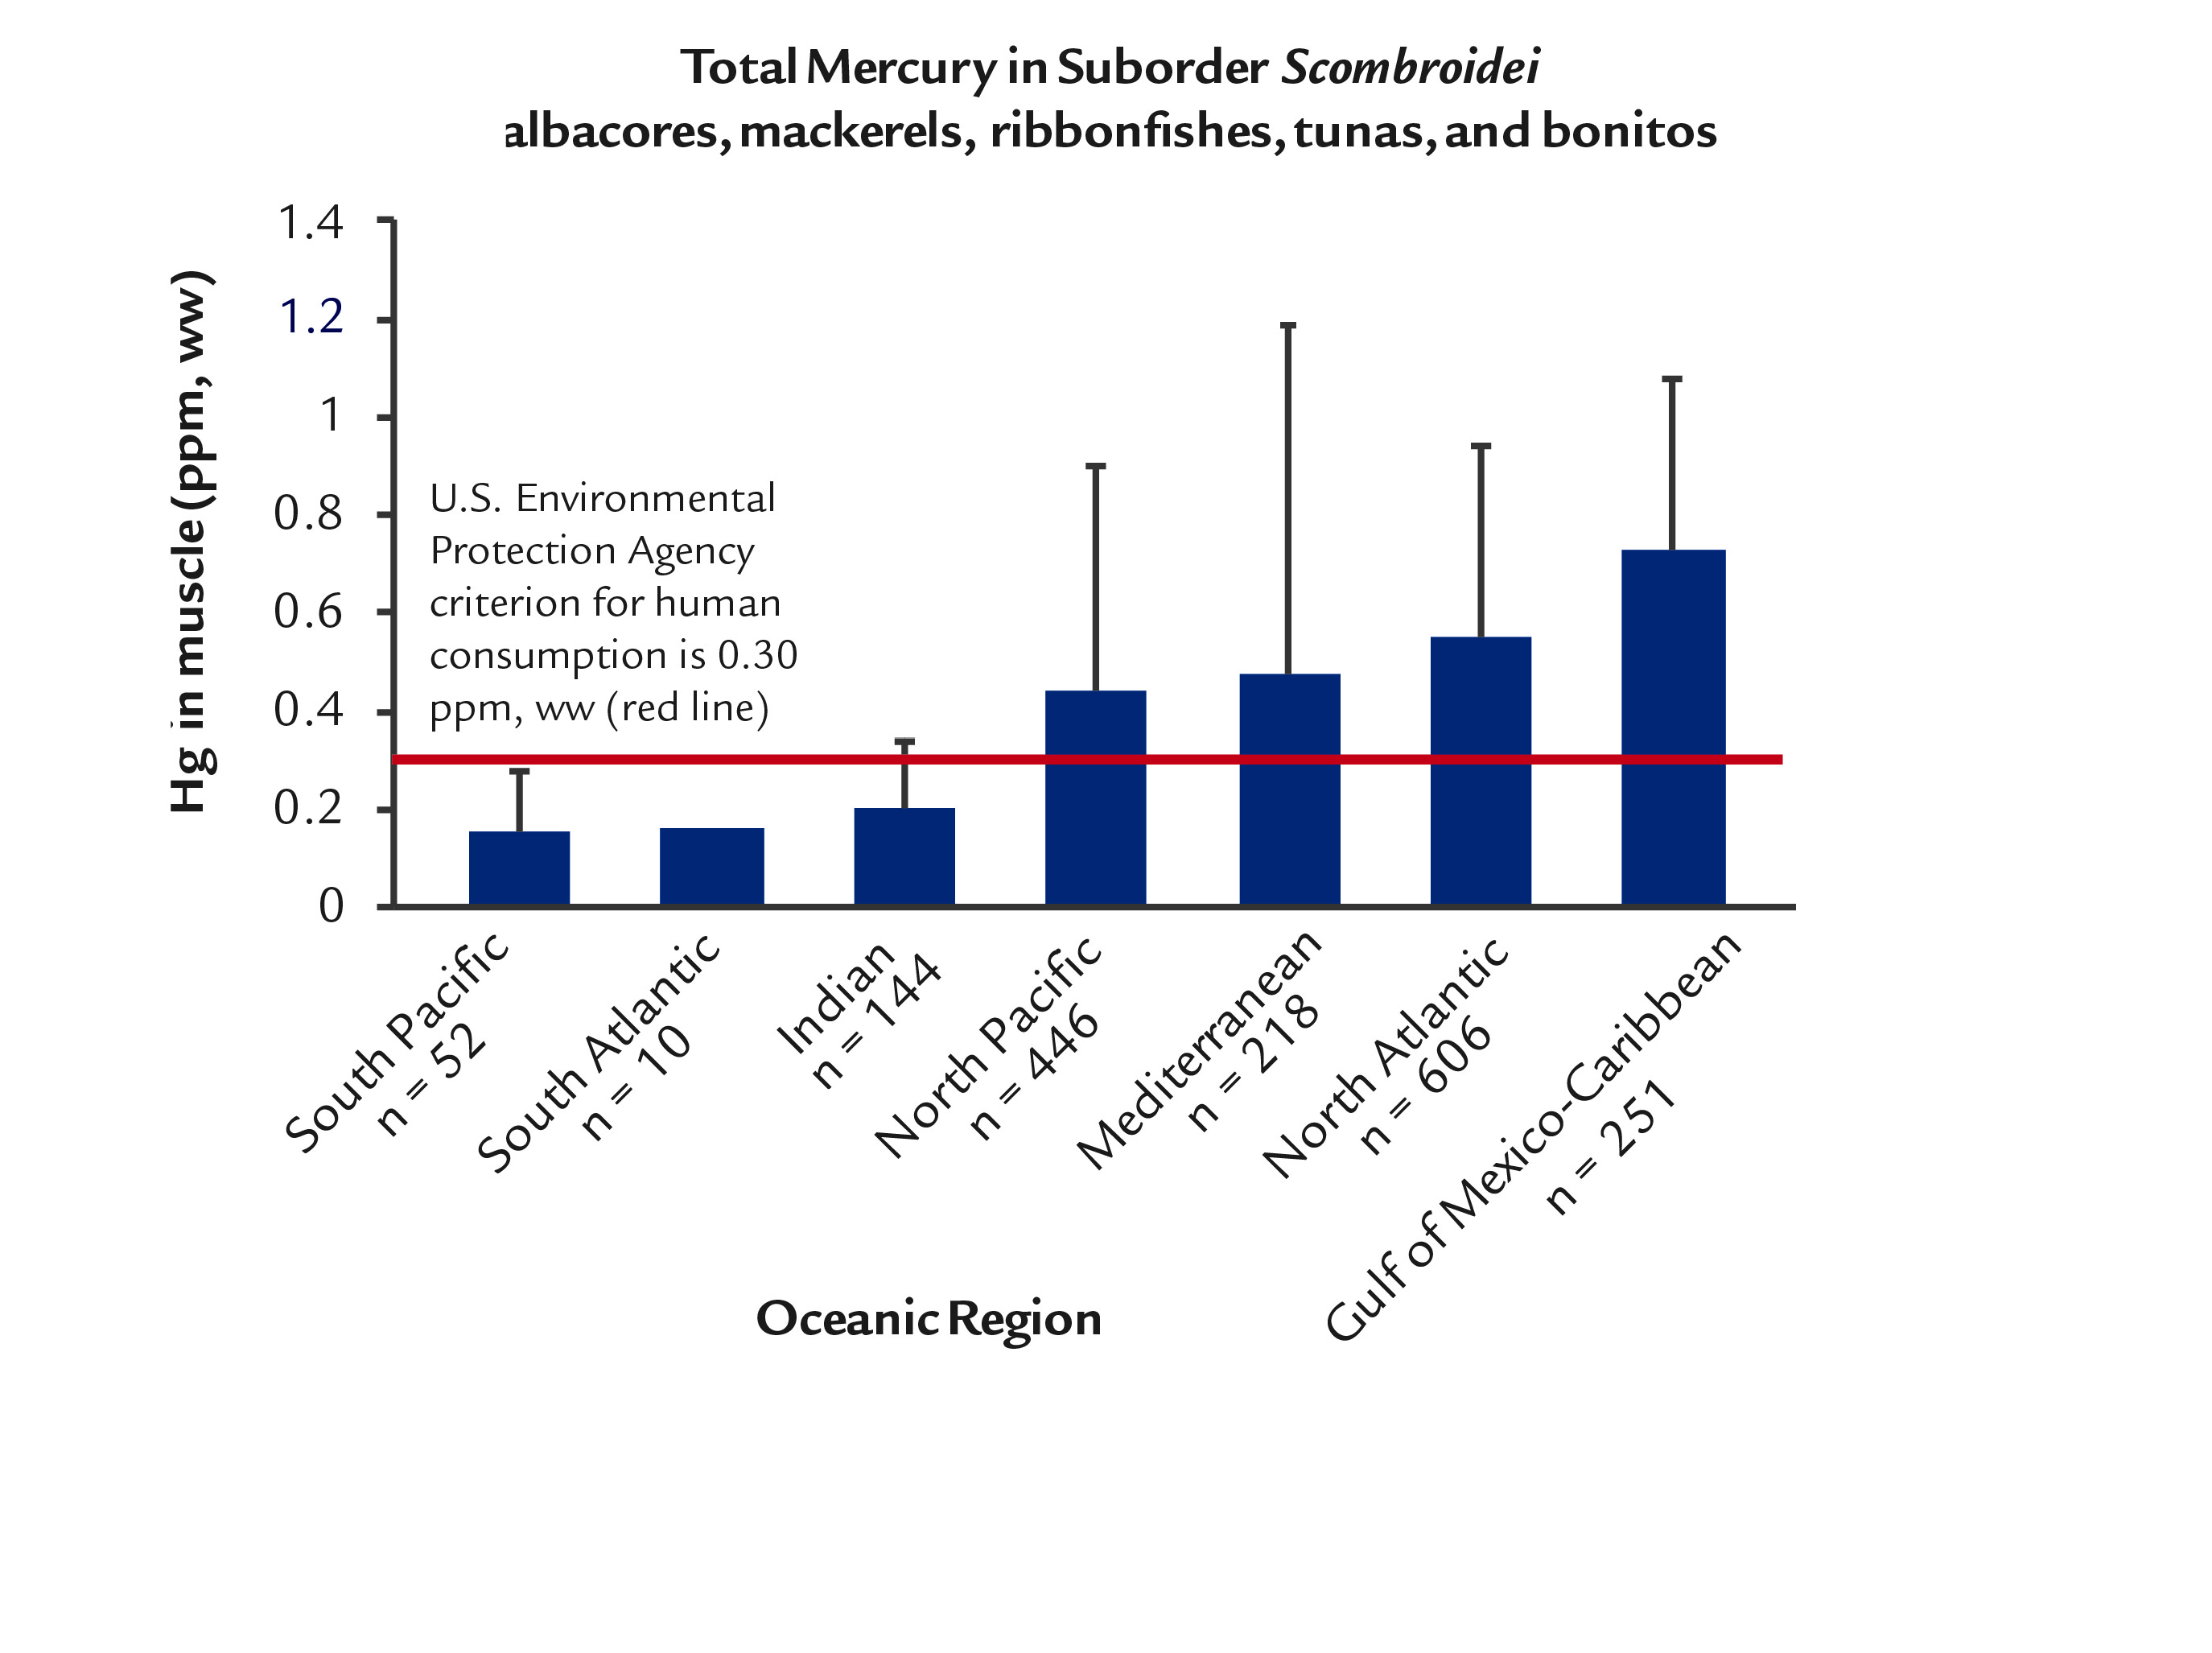 Total Mercury in Suborder Scombroidei
albacores, mackerels, ribbonfishes, tunas, and bonitos
Hg in muscle (ppm, ww)
1.4
1.2
1
0.8
0.6
0.4
0.2
0
U.S. Environmental
Protection Agency
criterion for human
consumption is 0.30
ppm, ww (red line)
South Pacific
n = 52
South Atlantic
n = 10
Indian
n = 144
North Pacific
n = 446
Mediterranean
n = 218
North Atlantic
n = 606
Gulf of Mexico-Caribbean
n = 251
Oceanic Region